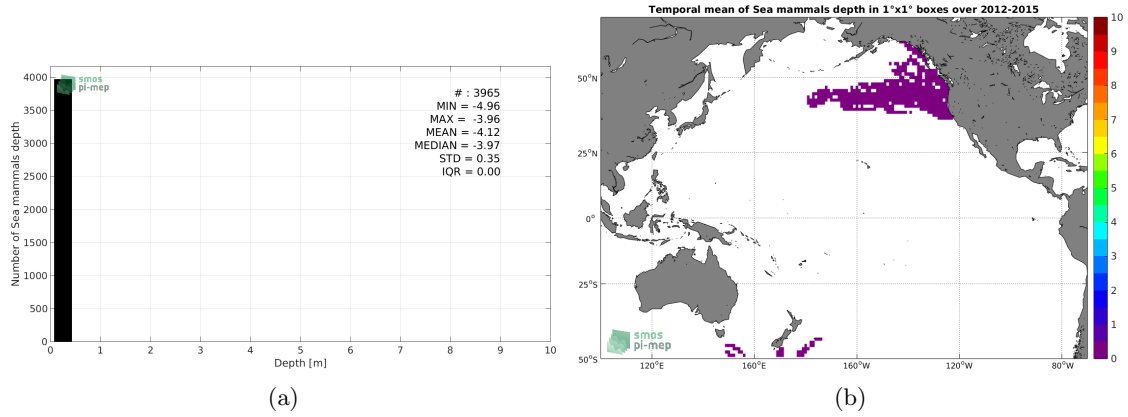 4000
3500
3000
2500
2000
1500
1000
500
0
Number of Sea mammals depth
smos
pi-mep
# : 3965
MIN = -4.96
MAX = -3.96
MEAN = -4.12
MEDIAN = -3.97
STD = 0.35
IQR = 0.00
0 1 2 3 4 5 6 7 8 9 10
Depth [m]
(a)
Temporal mean of Sea mammals depth in 1°x1° boxes over 2012-2015
50°N
25°N
0°
25°S
50°S
smos
pi-mep
120°E 160°E 160°W 120°W 80°W
10
9
8
7
6
5
4
3
2
1
0
(b)